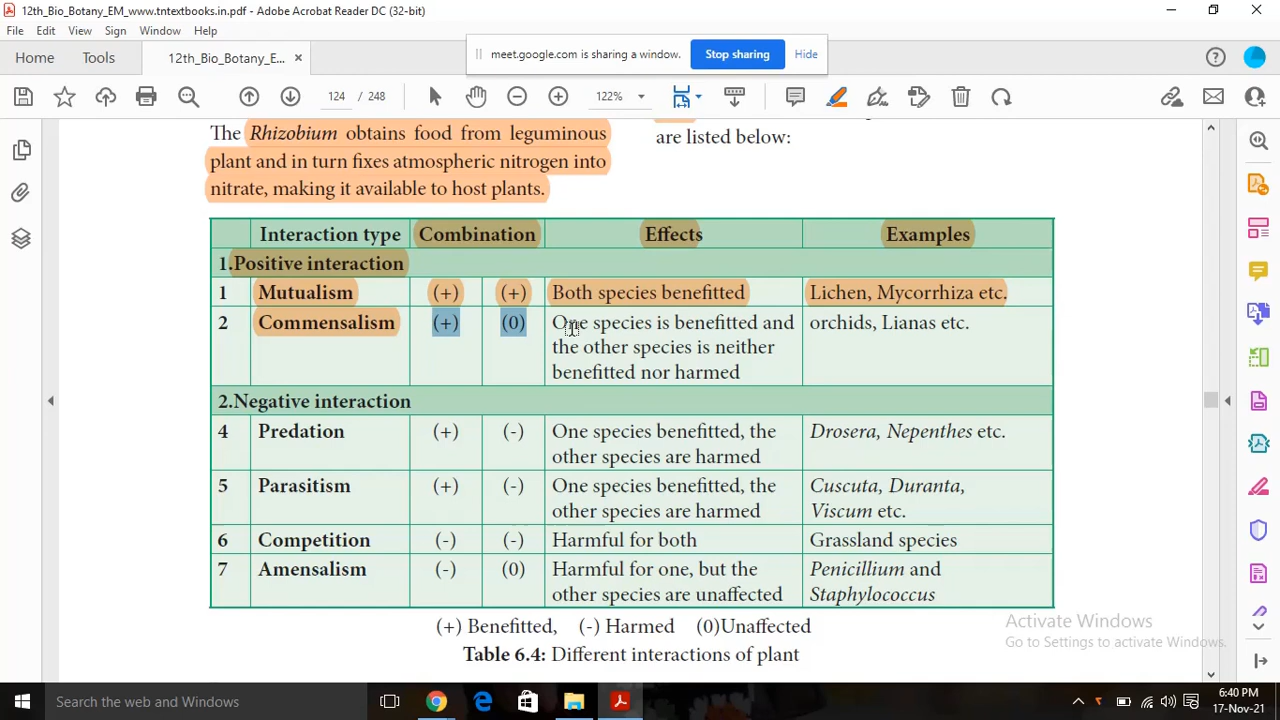 12th_Bio_Botany_EM_www.tntextbooks.in.pdf - Adobe Acrobat Reader DC (32-bit)
File Edit View Sign Window Help
Home Tools 12th_Bio_Botany_E... ×
meet.google.com is sharing a window. Stop sharing Hide
124 / 248 122%
The Rhizobium obtains food from leguminous
plant and in turn fixes atmospheric nitrogen into
nitrate, making it available to host plants.
are listed below:
Interaction type Combination Effects Examples
1.Positive interaction
1 Mutualism (+) (+) Both species benefitted Lichen, Mycorrhiza etc.
2 Commensalism (+) (0) One species is benefitted and orchids, Lianas etc.
the other species is neither
benefitted nor harmed
2.Negative interaction
4 Predation (+) (-) One species benefitted, the Drosera, Nepenthes etc.
other species are harmed
5 Parasitism (+) (-) One species benefitted, the Cuscuta, Duranta,
other species are harmed Viscum etc.
6 Competition (-) (-) Harmful for both Grassland species
7 Amensalism (-) (0) Harmful for one, but the Penicillium and
other species are unaffected Staphylococcus
(+) Benefitted, (-) Harmed (0)Unaffected
Table 6.4: Different interactions of plant
Activate Windows
Go to Settings to activate Windows.
Search the web and Windows
6:40 PM
17-Nov-21